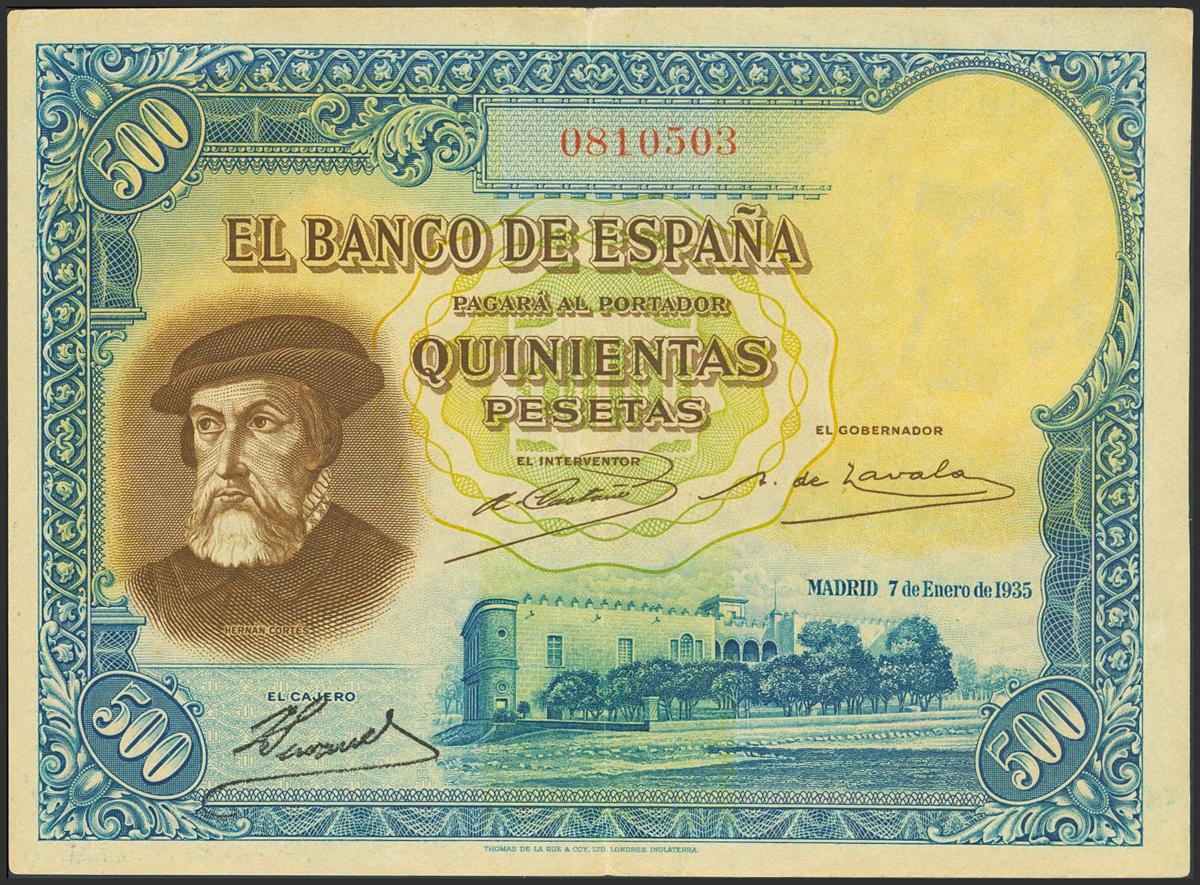 500
0810503
EL BANCO DE ESPAÑA
PAGARÁ AL PORTADOR
QUINIENTAS
PESETAS
EL GOBERNADOR
EL INTERVENTOR
A. de Zavala
MADRID 7 de Enero de 1935
HERNAN CORTES
EL CAJERO
500
500
THOMAS DE LA RUE & COY. LTD. LONDRES. INGLATERRA.